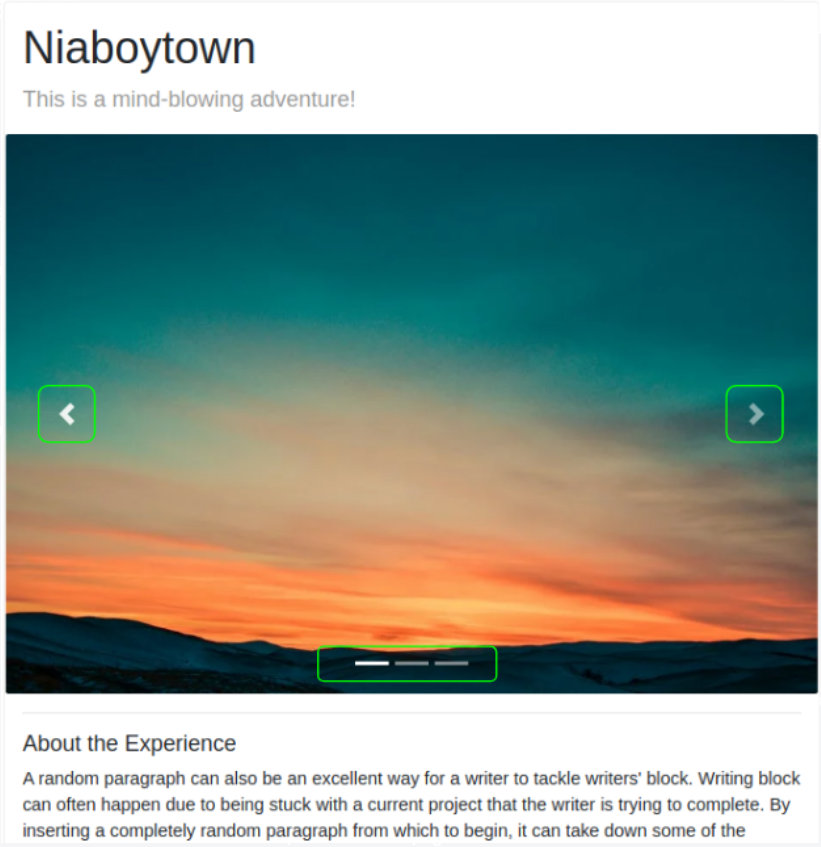 Niaboytown
This is a mind-blowing adventure!
About the Experience
A random paragraph can also be an excellent way for a writer to tackle writers' block. Writing block
can often happen due to being stuck with a current project that the writer is trying to complete. By
inserting a completely random paragraph from which to begin, it can take down some of the